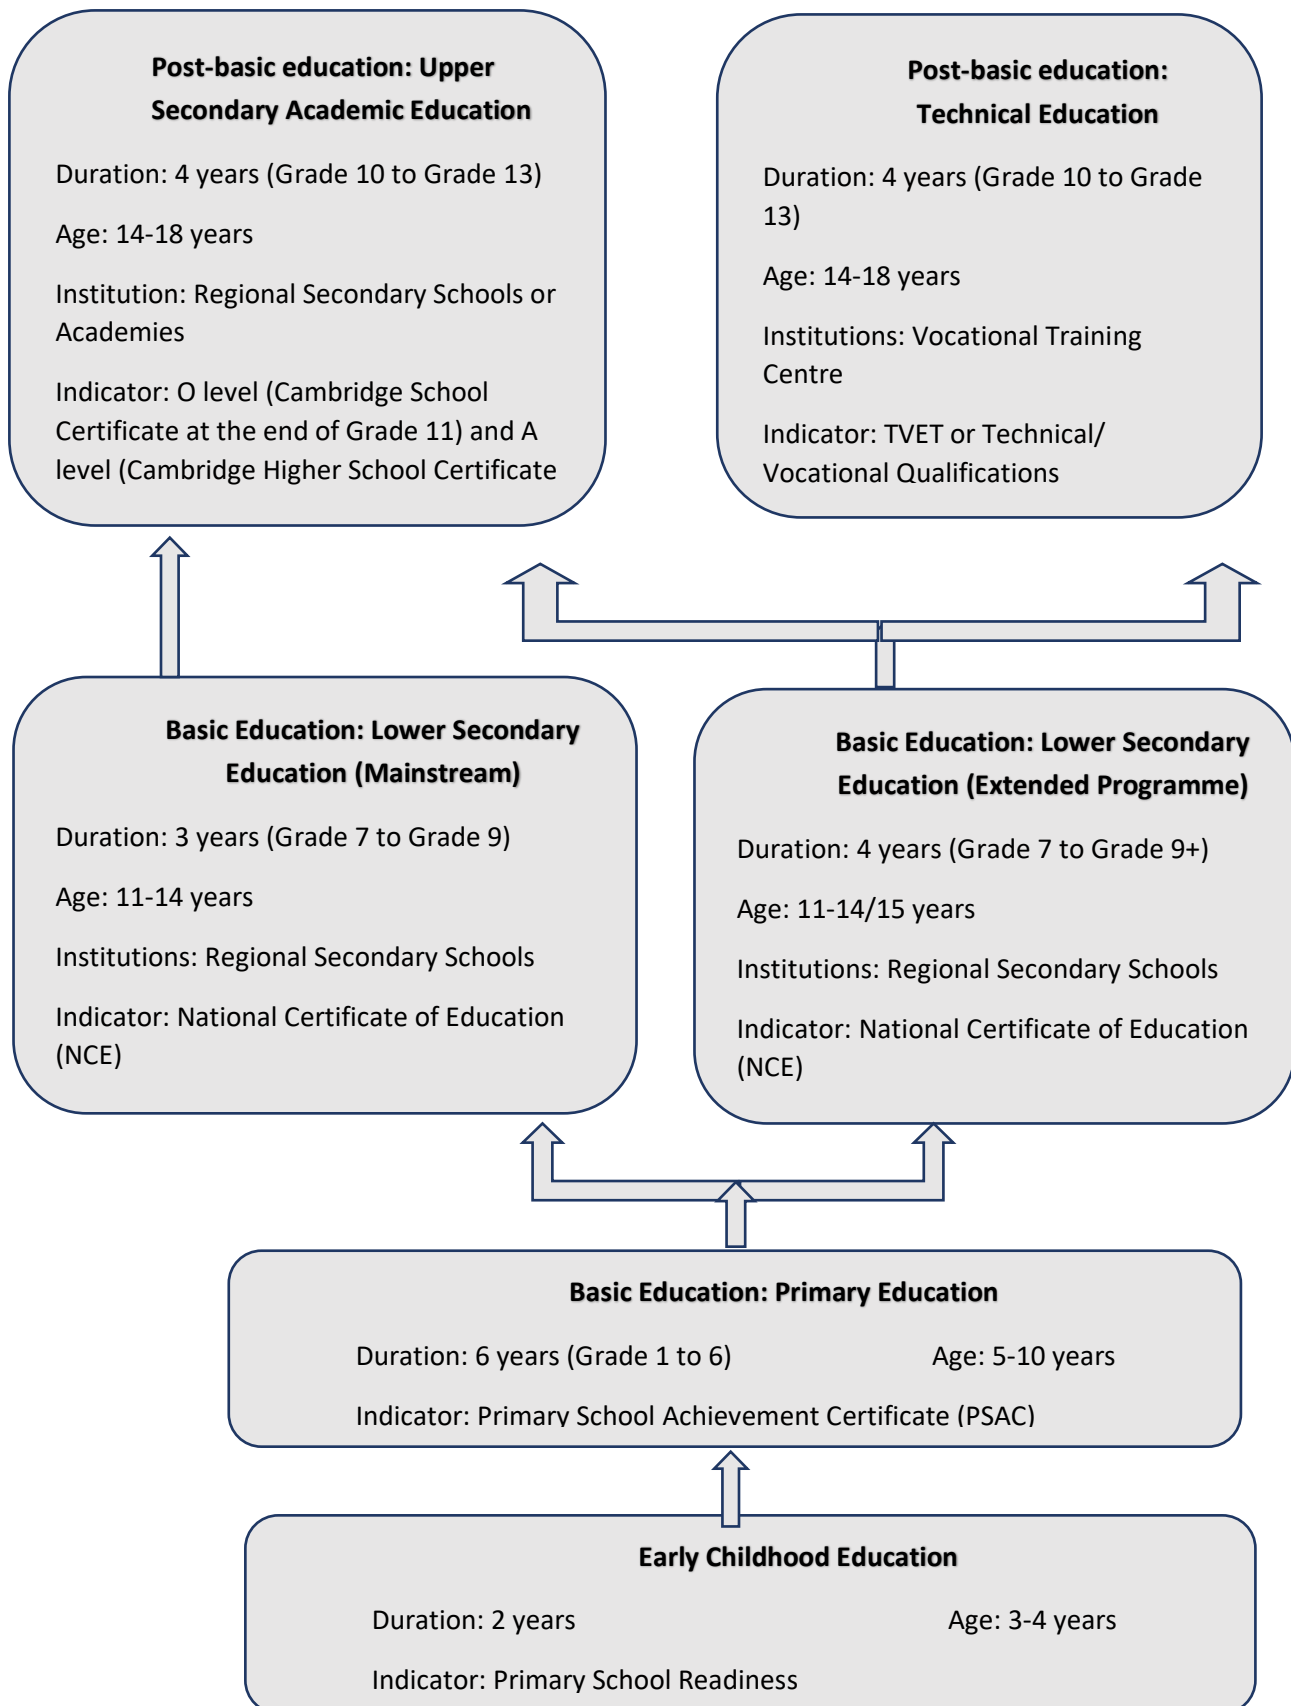 Post-basic education: Upper
Secondary Academic Education
Duration: 4 years (Grade 10 to Grade 13)
Age: 14-18 years
Institution: Regional Secondary Schools or
Academies
Indicator: O level (Cambridge School
Certificate at the end of Grade 11) and A
level (Cambridge Higher School Certificate
Post-basic education:
Technical Education
Duration: 4 years (Grade 10 to Grade
13)
Age: 14-18 years
Institutions: Vocational Training
Centre
Indicator: TVET or Technical/
Vocational Qualifications
Basic Education: Lower Secondary
Education (Mainstream)
Duration: 3 years (Grade 7 to Grade 9)
Age: 11-14 years
Institutions: Regional Secondary Schools
Indicator: National Certificate of Education
(NCE)
Basic Education: Lower Secondary
Education (Extended Programme)
Duration: 4 years (Grade 7 to Grade 9+)
Age: 11-14/15 years
Institutions: Regional Secondary Schools
Indicator: National Certificate of Education
(NCE)
Basic Education: Primary Education
Duration: 6 years (Grade 1 to 6) Age: 5-10 years
Indicator: Primary School Achievement Certificate (PSAC)
Early Childhood Education
Duration: 2 years Age: 3-4 years
Indicator: Primary School Readiness